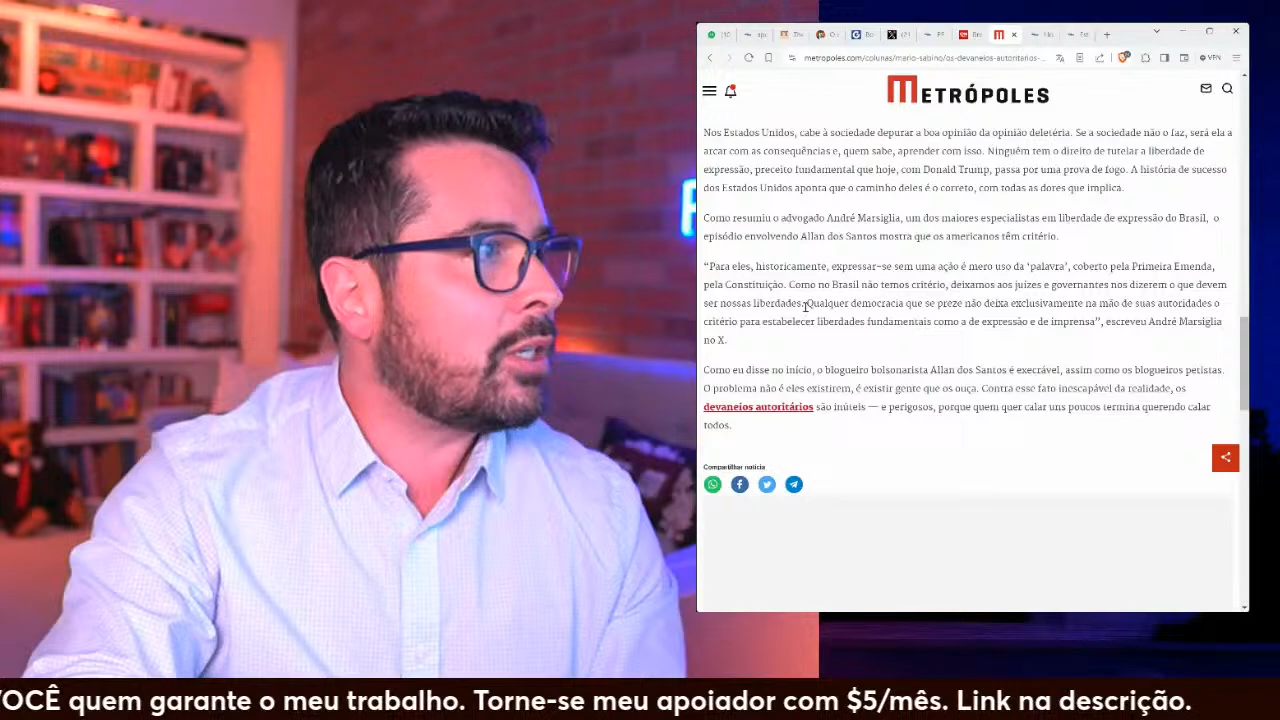 metropoles.com/colunas/mario-sabino/os-devaneios-autoritarios-...
VPN
METRÓPOLES
Nos Estados Unidos, cabe à sociedade depurar a boa opinião da opinião deletéria. Se a sociedade não o faz, será ela a
arcar com as consequências e, quem sabe, aprender com isso. Ninguém tem o direito de tutelar a liberdade de
expressão, preceito fundamental que hoje, com Donald Trump, passa por uma prova de fogo. A história de sucesso
dos Estados Unidos aponta que o caminho deles é o correto, com todas as dores que implica.
Como resumiu o advogado André Marsiglia, um dos maiores especialistas em liberdade de expressão do Brasil, o
episódio envolvendo Allan dos Santos mostra que os americanos têm critério.
“Para eles, historicamente, expressar-se sem uma ação é mero uso da ‘palavra’, coberto pela Primeira Emenda,
pela Constituição. Como no Brasil não temos critério, deixamos aos juízes e governantes nos dizerem o que devem
ser nossas liberdades. Qualquer democracia que se preze não deixa exclusivamente na mão de suas autoridades o
critério para estabelecer liberdades fundamentais como a de expressão e de imprensa”, escreveu André Marsiglia
no X.
Como eu disse no início, o blogueiro bolsonarista Allan dos Santos é execrável, assim como os blogueiros petistas.
O problema não é eles existirem, é existir gente que os ouça. Contra esse fato inescapável da realidade, os
devaneios autoritários são inúteis — e perigosos, porque quem quer calar uns poucos termina querendo calar
todos.
Compartilhar notícia
VOCÊ quem garante o meu trabalho. Torne-se meu apoiador com $5/mês. Link na descrição.